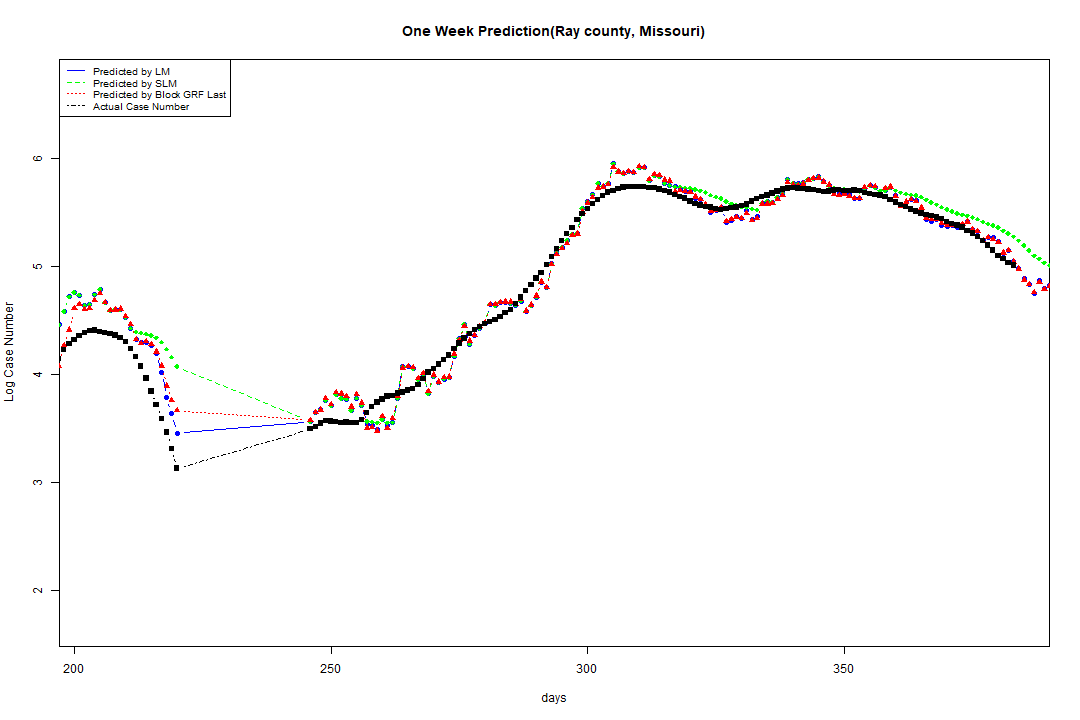 One Week Prediction(Ray county, Missouri)
Predicted by LM
Predicted by SLM
Predicted by Block GRF Last
Actual Case Number
6
5
4
3
2
Log Case Number
200 250 300 350
days